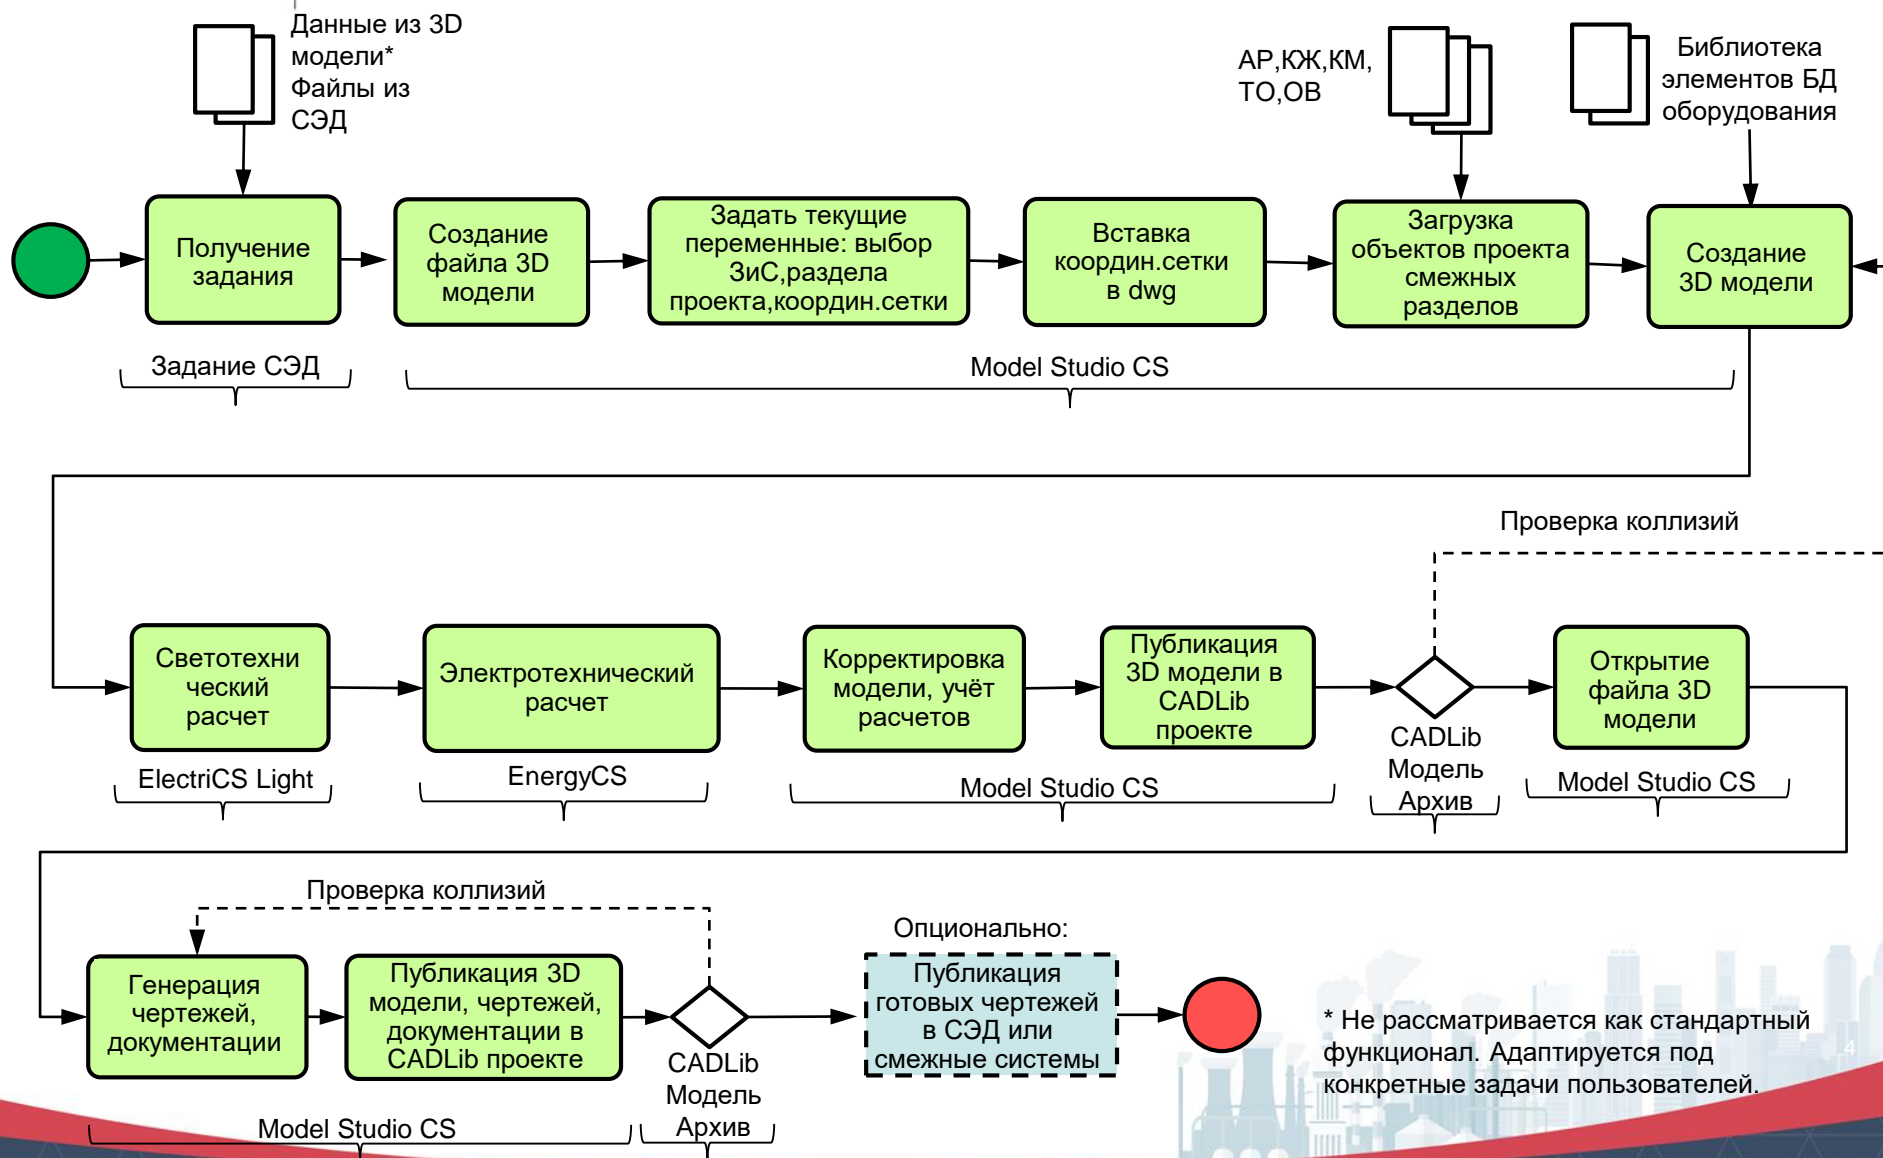 Данные из 3D
модели*
Файлы из
СЭД
АР,КЖ,КМ,
ТО,ОВ
Библиотека
элементов БД
оборудования
Получение
задания
Создание
файла 3D
модели
Задать текущие
переменные: выбор
ЗиС,раздела
проекта,координ.сетки
Вставка
координ.сетки
в dwg
Загрузка
объектов проекта
смежных
разделов
Создание
3D модели
Задание СЭД
Model Studio CS
Проверка коллизий
Светотехни
ческий
расчет
Электротехнический
расчет
Корректировка
модели, учёт
расчетов
Публикация
3D модели в
CADLib
проекте
CADLib
Модель
Архив
Открытие
файла 3D
модели
ElectriCS Light
EnergyCS
Model Studio CS
Model Studio CS
Проверка коллизий
Генерация
чертежей,
документации
Публикация 3D
модели, чертежей,
документации в
CADLib проекте
CADLib
Модель
Архив
Опционально:
Публикация
готовых чертежей
в СЭД или
смежные системы
* Не рассматривается как стандартный
функционал. Адаптируется под
конкретные задачи пользователей.
4
Model Studio CS